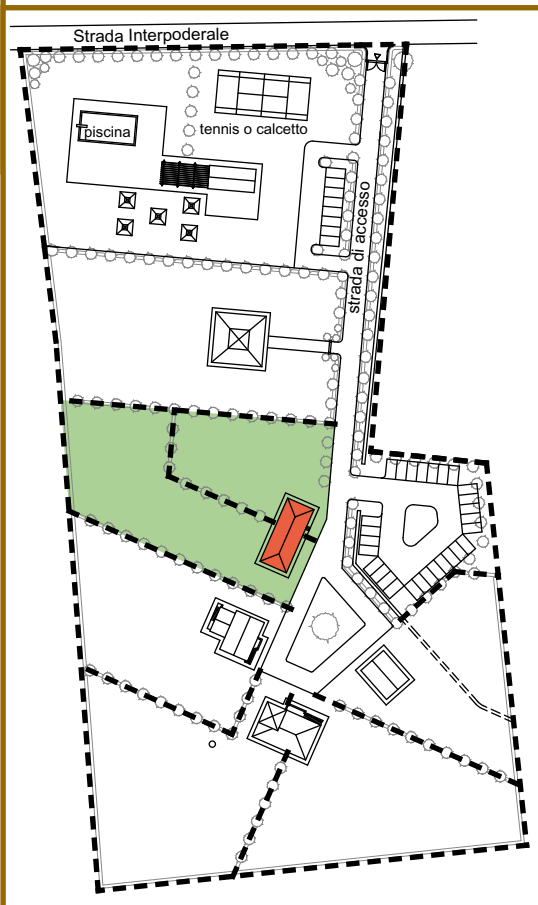 Strada Interpoderale
piscina
tennis o calcetto
strada di accesso